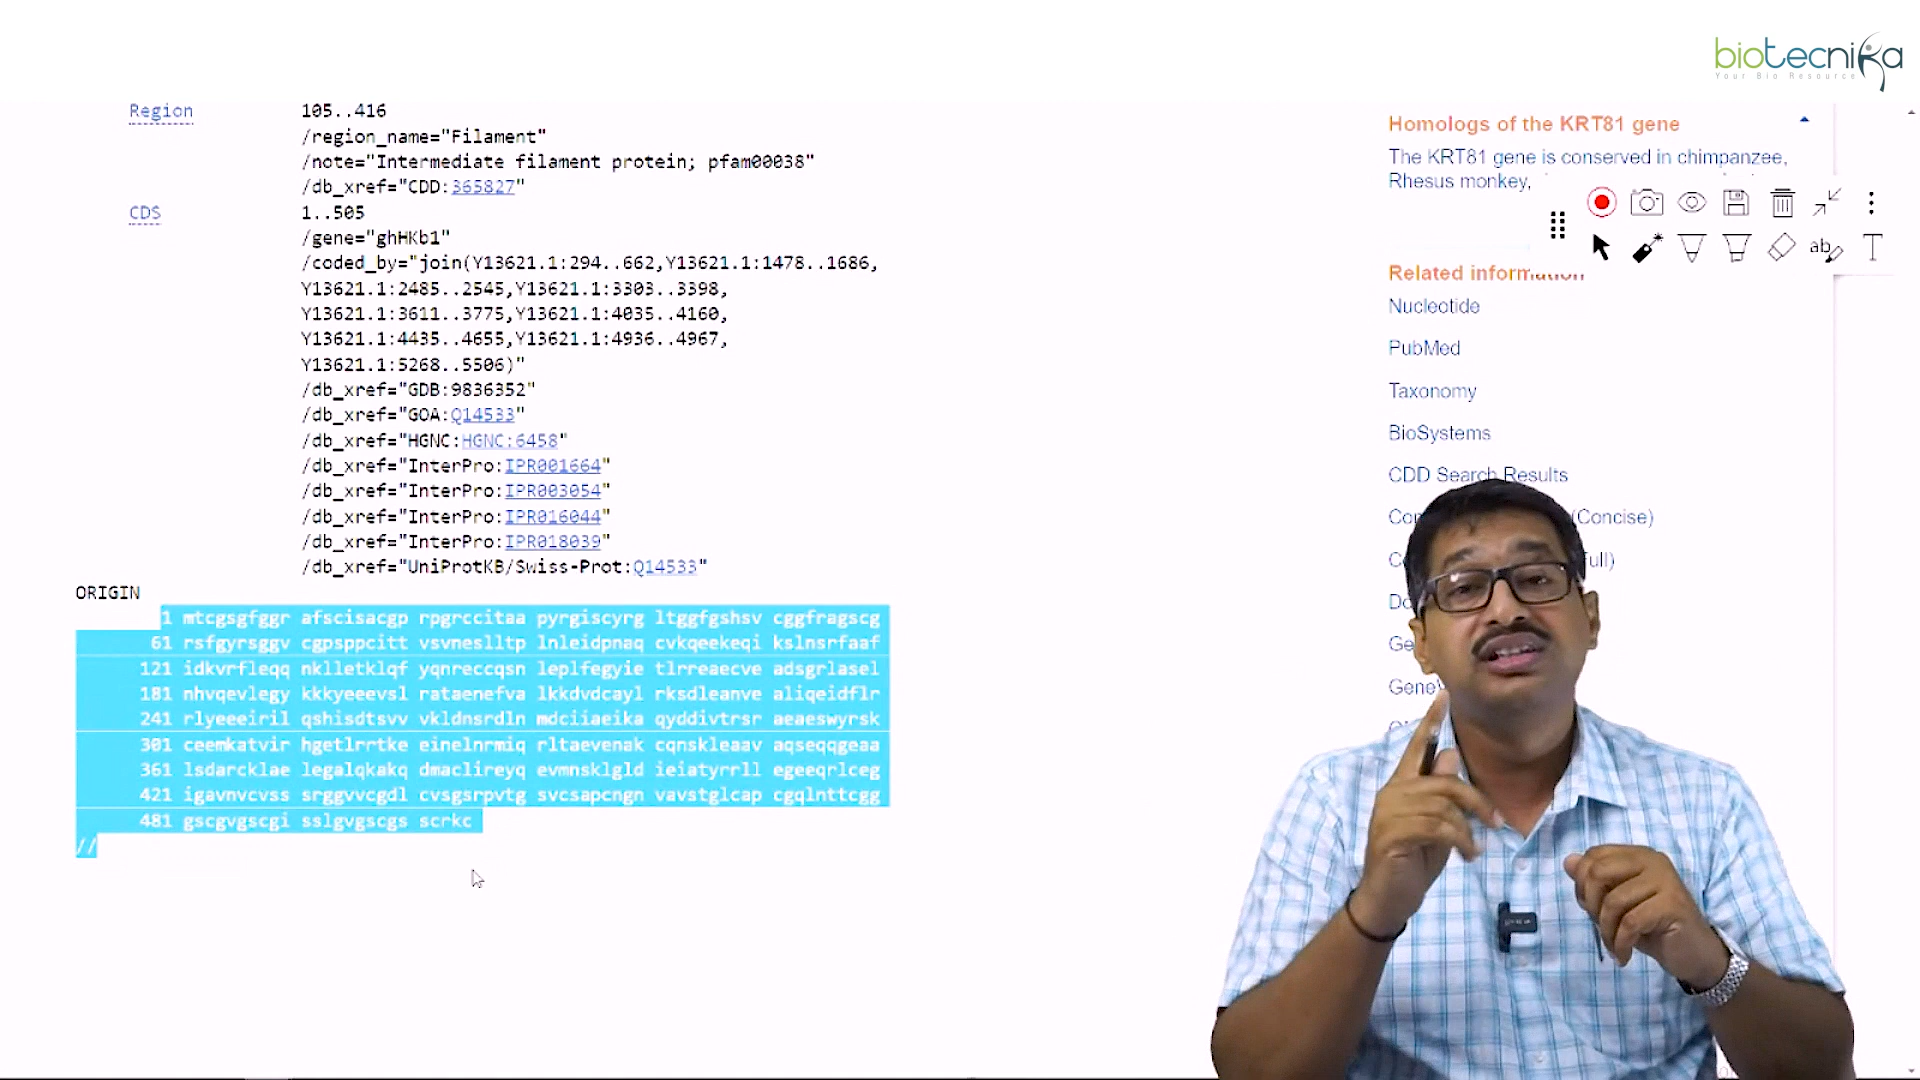 biotecnika
Your Bio Resource
Region 105..416
/region_name="Filament"
/note="Intermediate filament protein; pfam00038"
/db_xref="CDD:365827"
CDS 1..505
/gene="ghHKb1"
/coded_by="join(Y13621.1:294..662,Y13621.1:1478..1686,
Y13621.1:2485..2545,Y13621.1:3303..3398,
Y13621.1:3611..3775,Y13621.1:4035..4160,
Y13621.1:4435..4655,Y13621.1:4936..4967,
Y13621.1:5268..5506)"
/db_xref="GDB:9836352"
/db_xref="GOA:Q14533"
/db_xref="HGNC:HGNC:6458"
/db_xref="InterPro:IPR001664"
/db_xref="InterPro:IPR003054"
/db_xref="InterPro:IPR016044"
/db_xref="InterPro:IPR018039"
/db_xref="UniProtKB/Swiss-Prot:Q14533"
ORIGIN
1 mtcgsgfggr afscisacgp rpgrccitaa pyrgiscyrg ltggfgshsv cggfragscg
61 rsfgyrsggv cgpsppcitt vsvneslltp lnleidpnaq cvkqeekeqi kslnsrfaaf
121 idkvrfleqq nklletklqf yqnreccqsn leplfegyie tlrreaecve adsgrlasel
181 nhvqevlegy kkkyeeevsl rataenefva lkkdvdcayl rksdleanve aliqeidflr
241 rlyeeeiril qshisdtsvv vkldnsrdln mdciiaeika qyddivtrsr aeaeswyrsk
301 ceemkatvir hgetlrrtke einelnrmiq rltaevenak cqnskleaav aqseqqgeaa
361 lsdarcklae legalqkakq dmaclireyq evmnsklgld ieiatyrrll egeeqrlceg
421 igavnvcvss srggvvcgdl cvsgsrpvtg svcsapcngn vavstglcap cgqlnttcgg
481 gscgvgscgi sslgvgscgs scrkc
//
Homologs of the KRT81 gene
The KRT81 gene is conserved in chimpanzee,
Rhesus monkey,
ab
T
Related information
Nucleotide
PubMed
Taxonomy
BioSystems
CDD Search Results
(Concise)